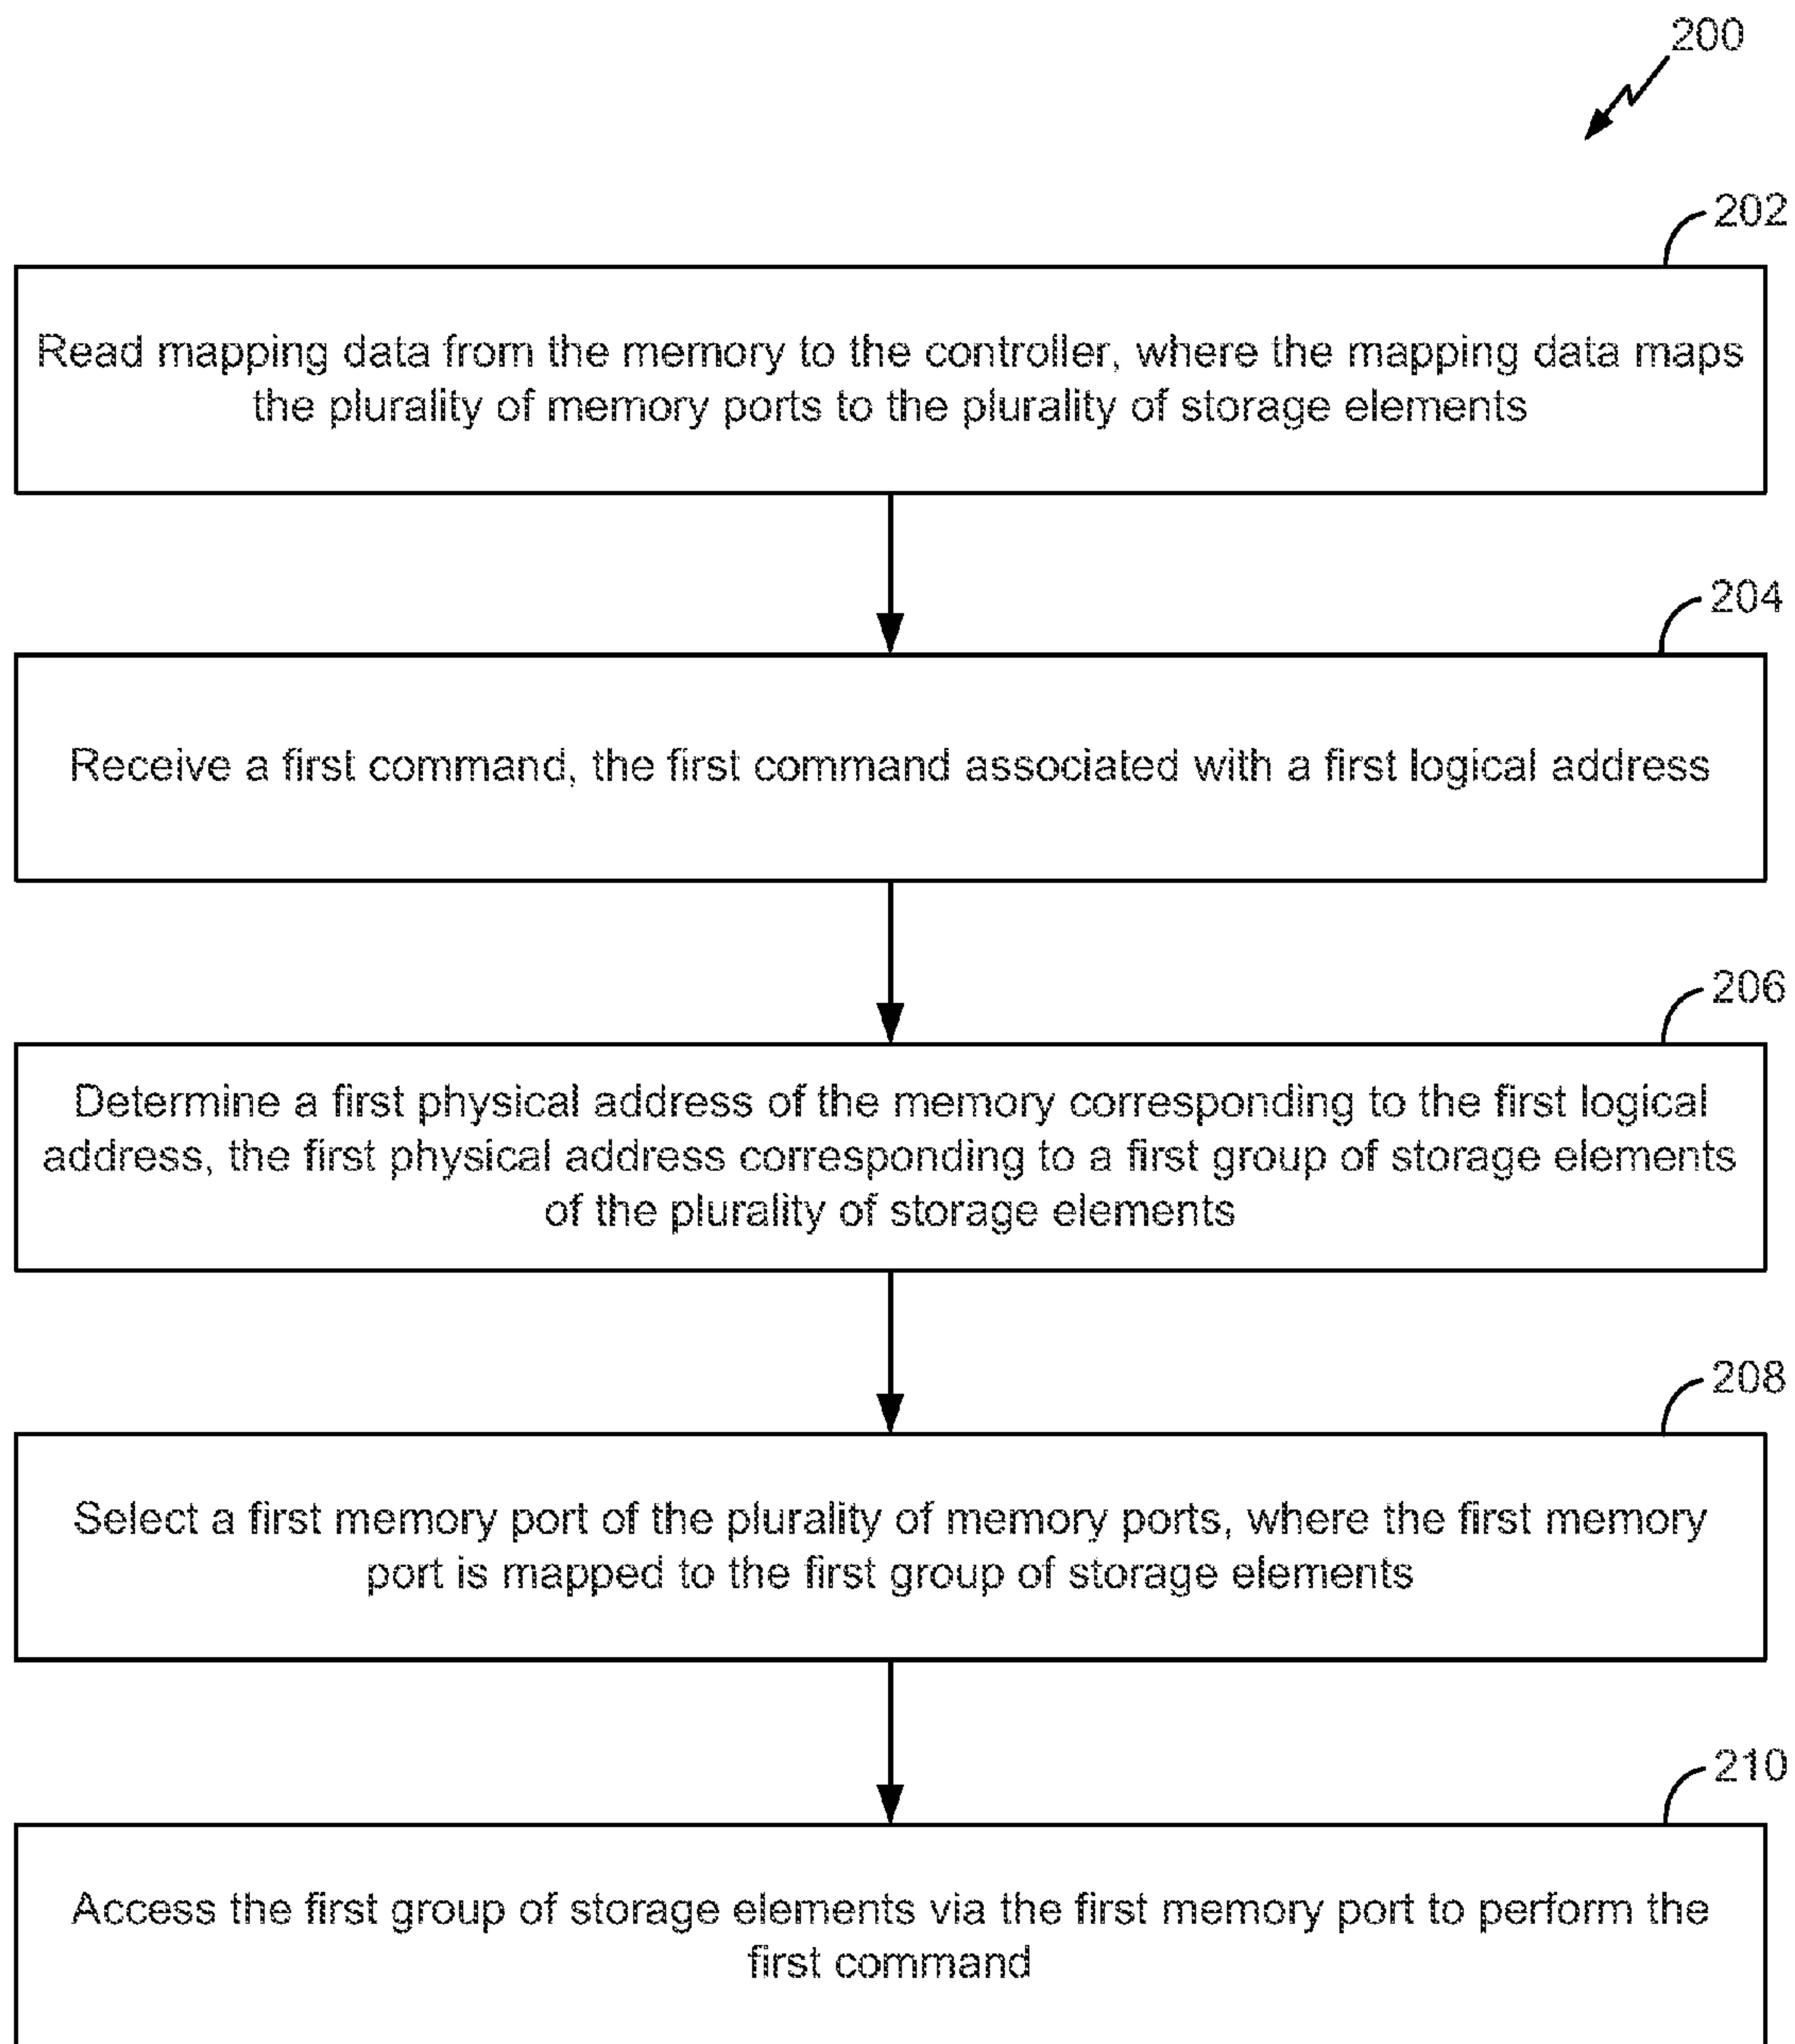 200
202
Read mapping data from the memory to the controller, where the mapping data maps
the plurality of memory ports to the plurality of storage elements
204
Receive a first command, the first command associated with a first logical address
206
Determine a first physical address of the memory corresponding to the first logical
address, the first physical address corresponding to a first group of storage elements
of the plurality of storage elements
208
Select a first memory port of the plurality of memory ports, where the first memory
port is mapped to the first group of storage elements
210
Access the first group of storage elements via the first memory port to perform the
first command